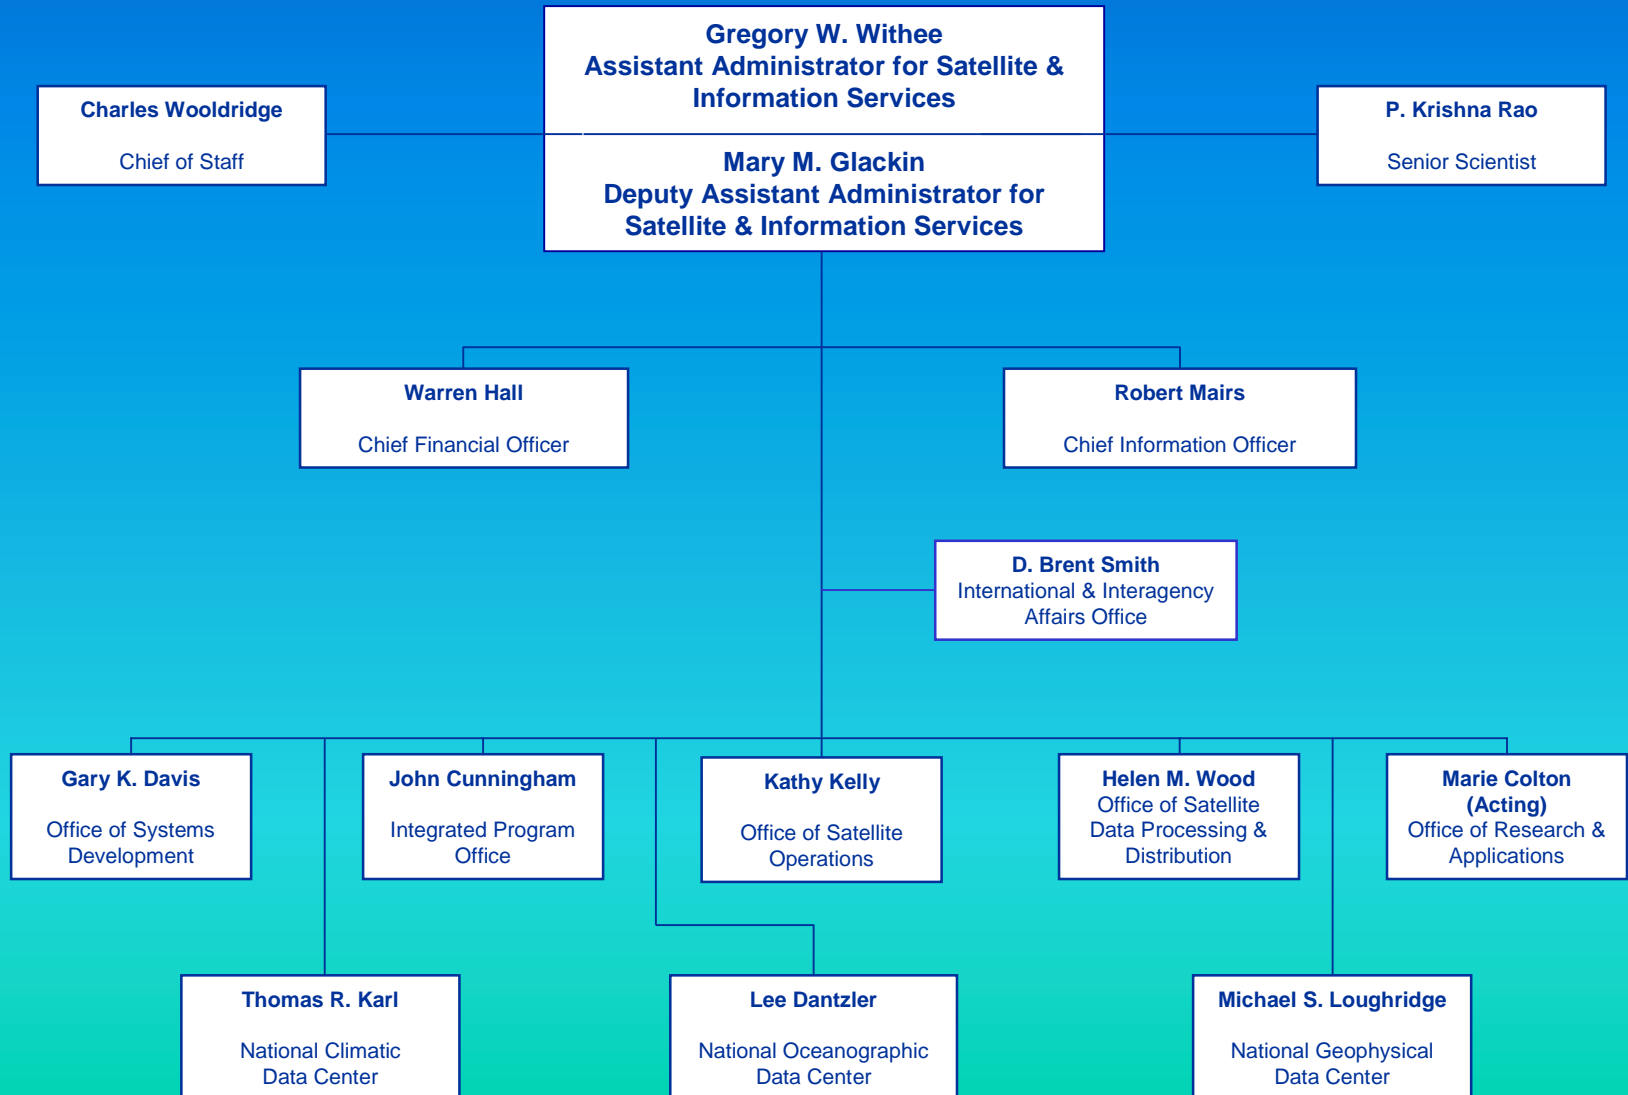 Gregory W. Withee
Assistant Administrator for Satellite &
Information Services
Mary M. Glackin
Deputy Assistant Administrator for
Satellite & Information Services
Charles Wooldridge
Chief of Staff
P. Krishna Rao
Senior Scientist
Warren Hall
Chief Financial Officer
Robert Mairs
Chief Information Officer
D. Brent Smith
International & Interagency
Affairs Office
Gary K. Davis
Office of Systems
Development
John Cunningham
Integrated Program
Office
Kathy Kelly
Office of Satellite
Operations
Helen M. Wood
Office of Satellite
Data Processing &
Distribution
Marie Colton
(Acting)
Office of Research &
Applications
Thomas R. Karl
National Climatic
Data Center
Lee Dantzler
National Oceanographic
Data Center
Michael S. Loughridge
National Geophysical
Data Center